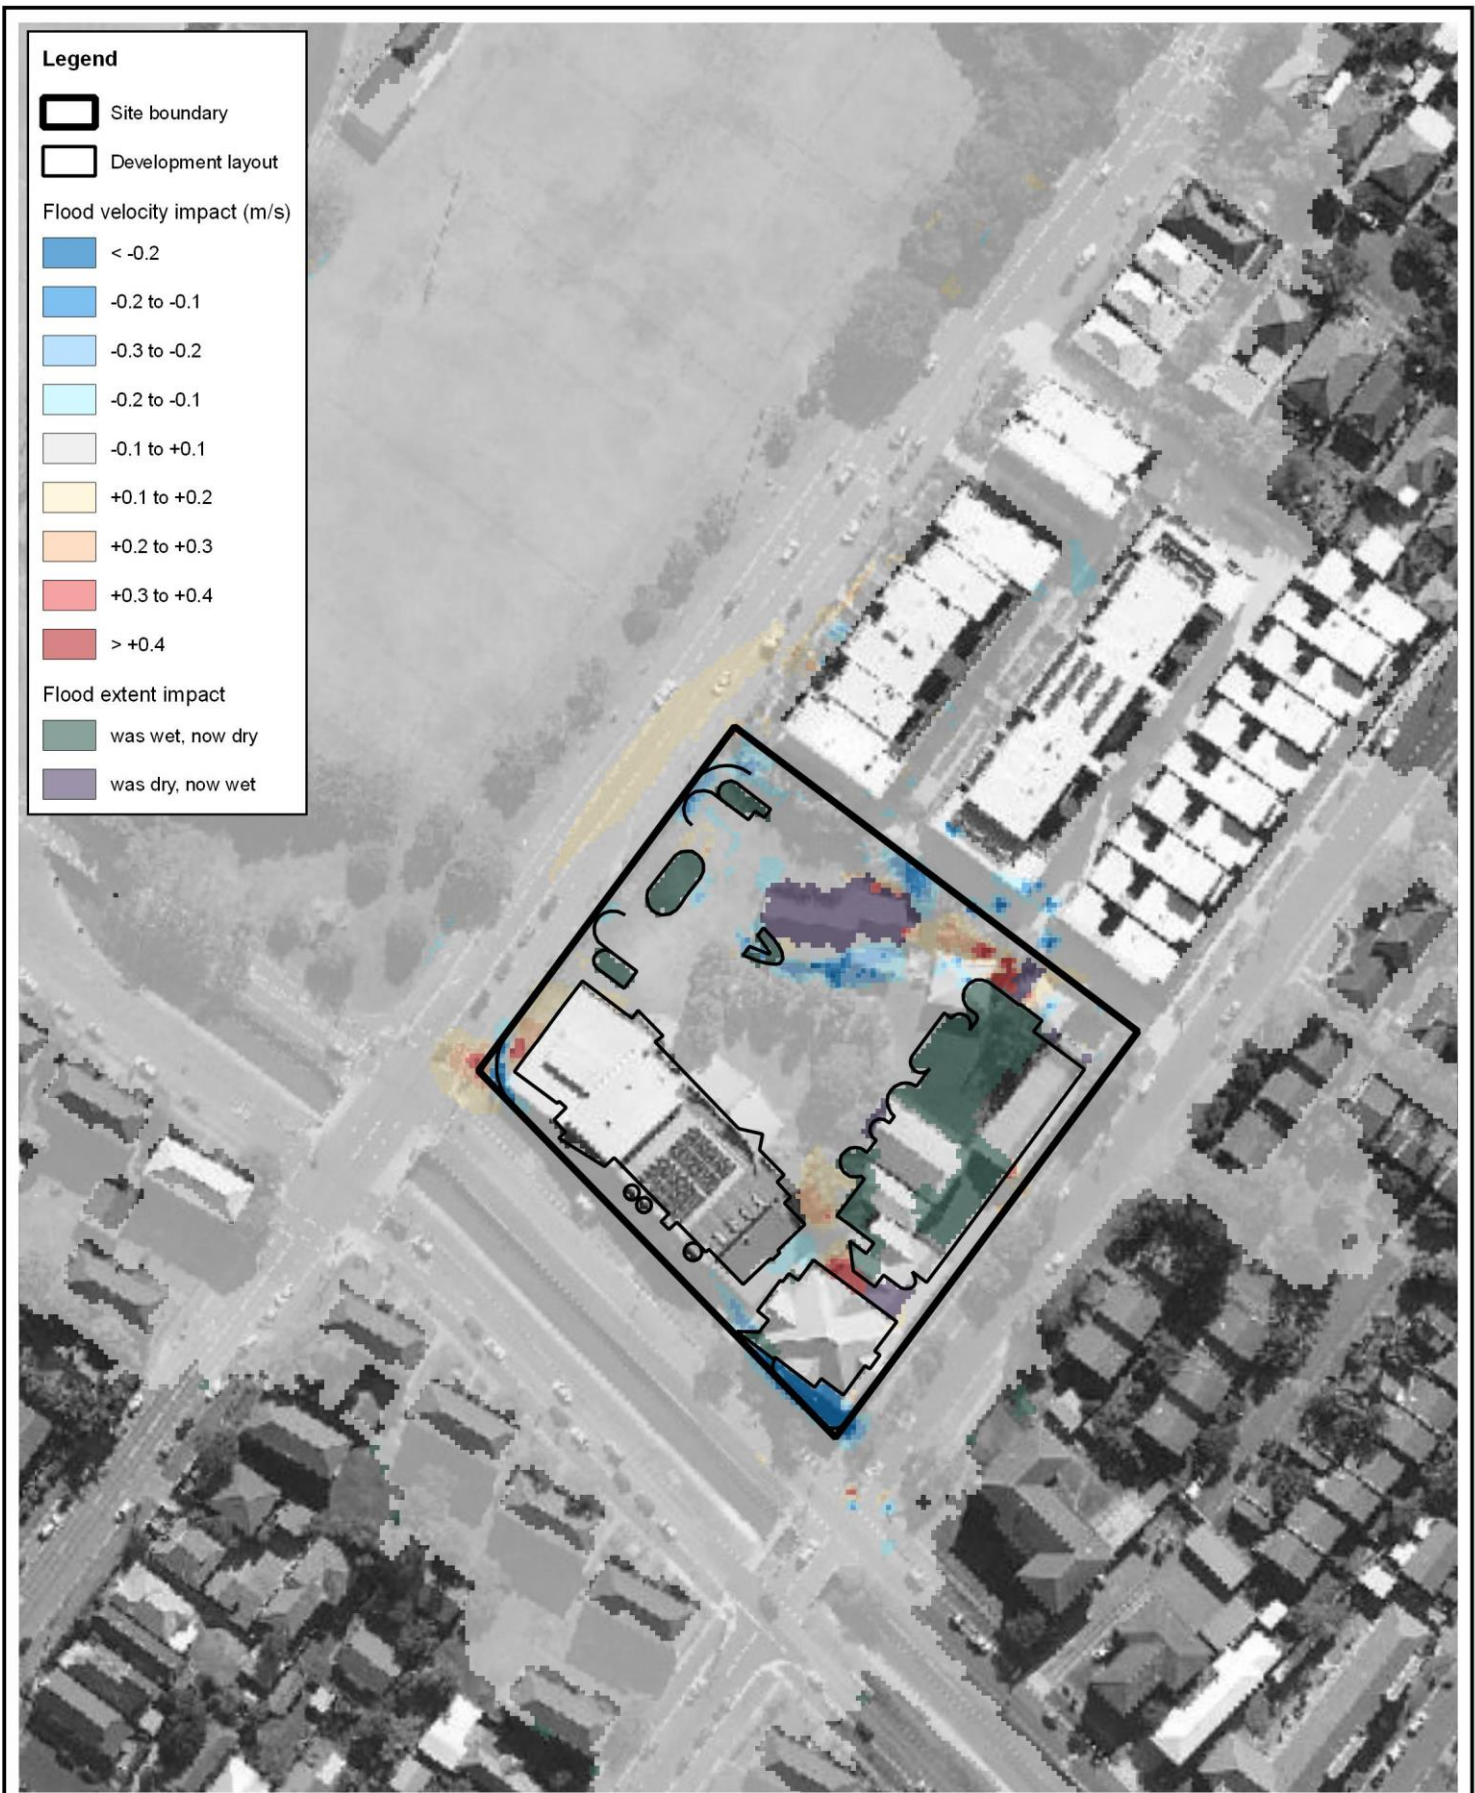 Legend
Site boundary
Development layout
Flood velocity impact (m/s)
< -0.2
-0.2 to -0.1
-0.3 to -0.2
-0.2 to -0.1
-0.1 to +0.1
+0.1 to +0.2
+0.2 to +0.3
+0.3 to +0.4
> +0.4
Flood extent impact
was wet, now dry
was dry, now wet